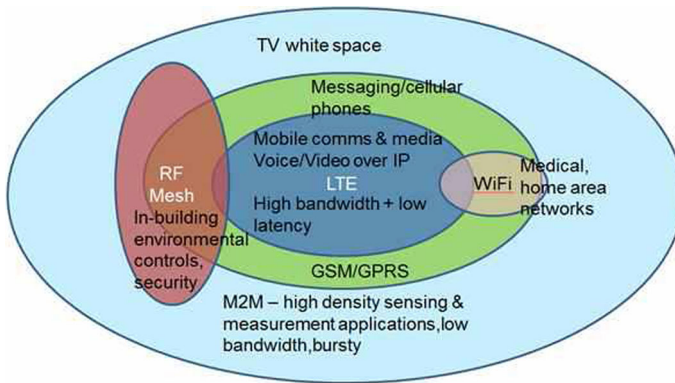 TV white space
Messaging/cellular
phones
Mobile comms & media
Voice/Video over IP
LTE
High bandwidth + low
latency
RF
Mesh
In-building
environmental
controls,
security
WiFi
Medical,
home area
networks
GSM/GPRS
M2M – high density sensing &
measurement applications,low
bandwidth,bursty